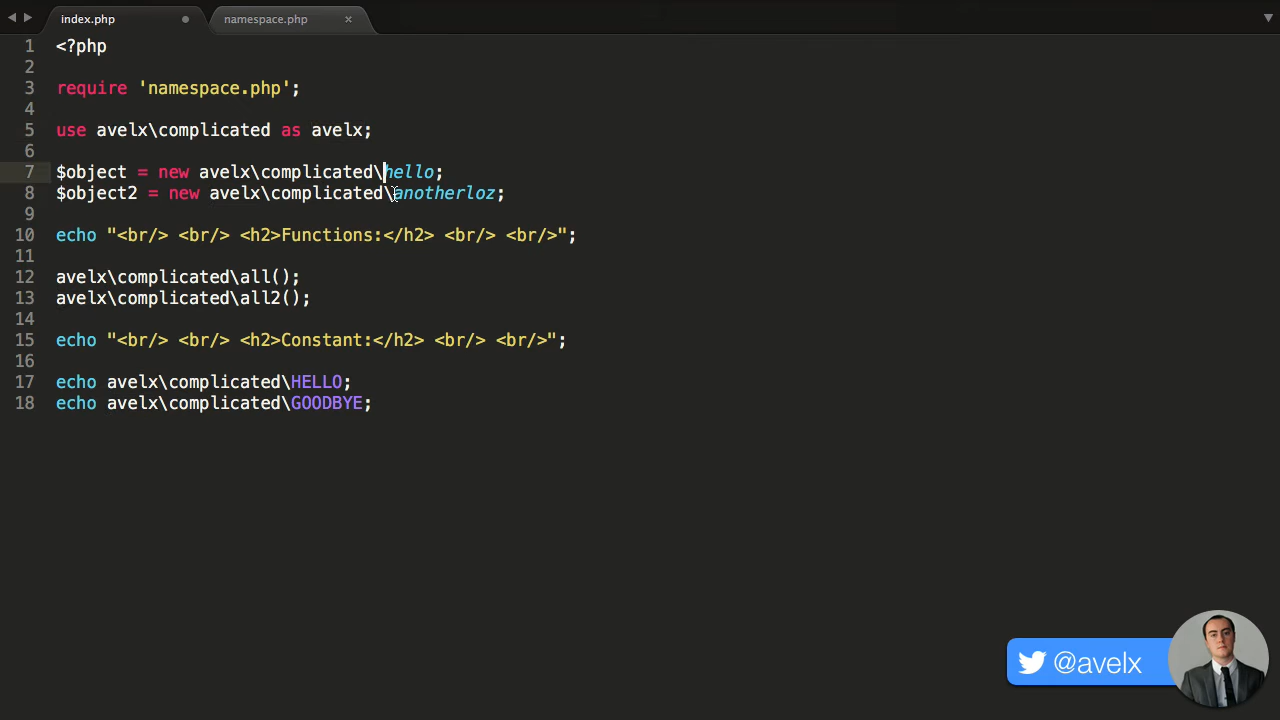 index.php
namespace.php
1 <?php
2
3 require 'namespace.php';
4
5 use avelx\complicated as avelx;
6
7 $object = new avelx\complicated\hello;
8 $object2 = new avelx\complicated\anotherloz;
9
10 echo "<br/> <br/> <h2>Functions:</h2> <br/> <br/>";
11
12 avelx\complicated\all();
13 avelx\complicated\all2();
14
15 echo "<br/> <br/> <h2>Constant:</h2> <br/> <br/>";
16
17 echo avelx\complicated\HELLO;
18 echo avelx\complicated\GOODBYE;
@avelx